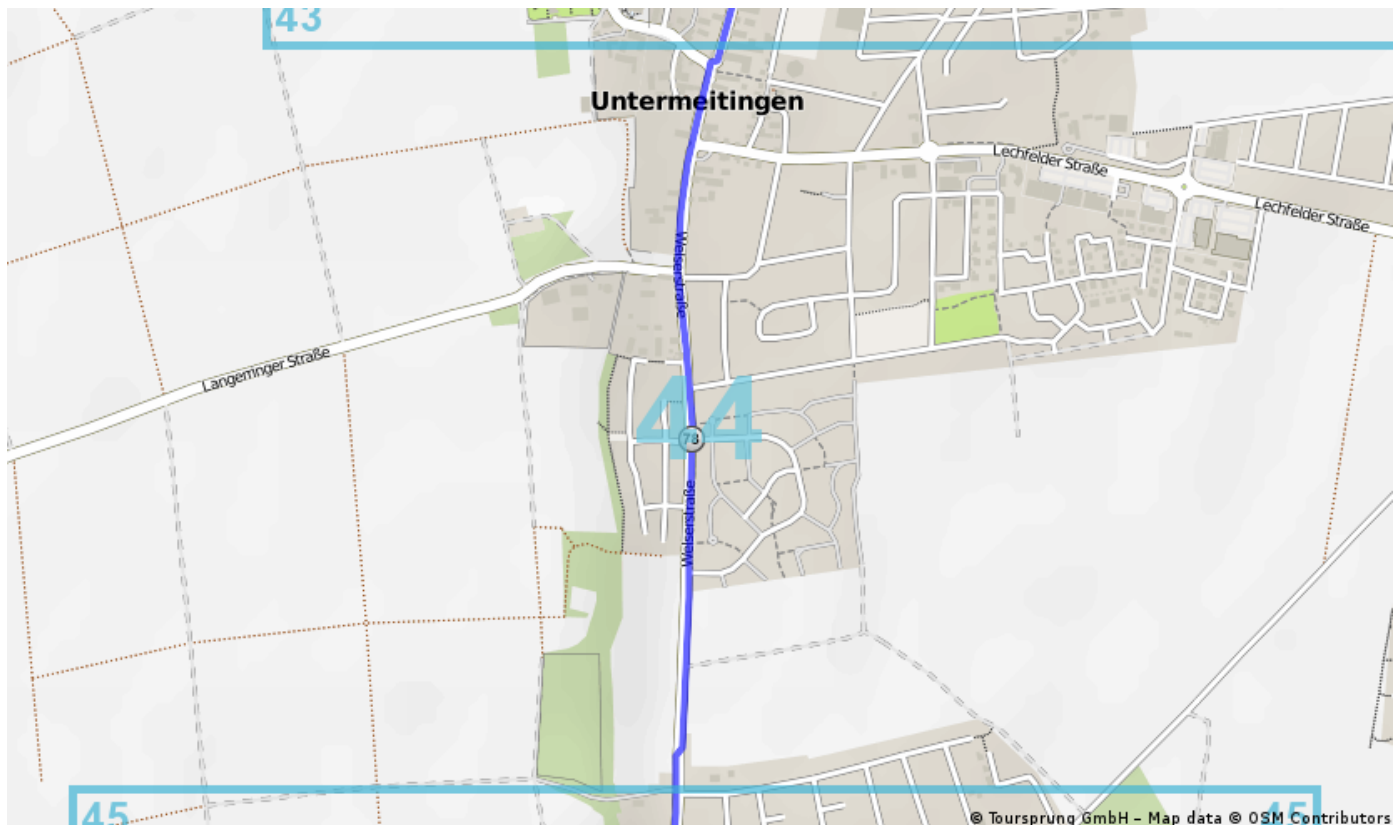 43
Untermeitingen
Lechfelder Straße
Lechfelder Straße
Welserstraße
Langerringer Straße
44
78
Welserstraße
45
45
© Toursprung GmbH – Map data © OSM Contributors